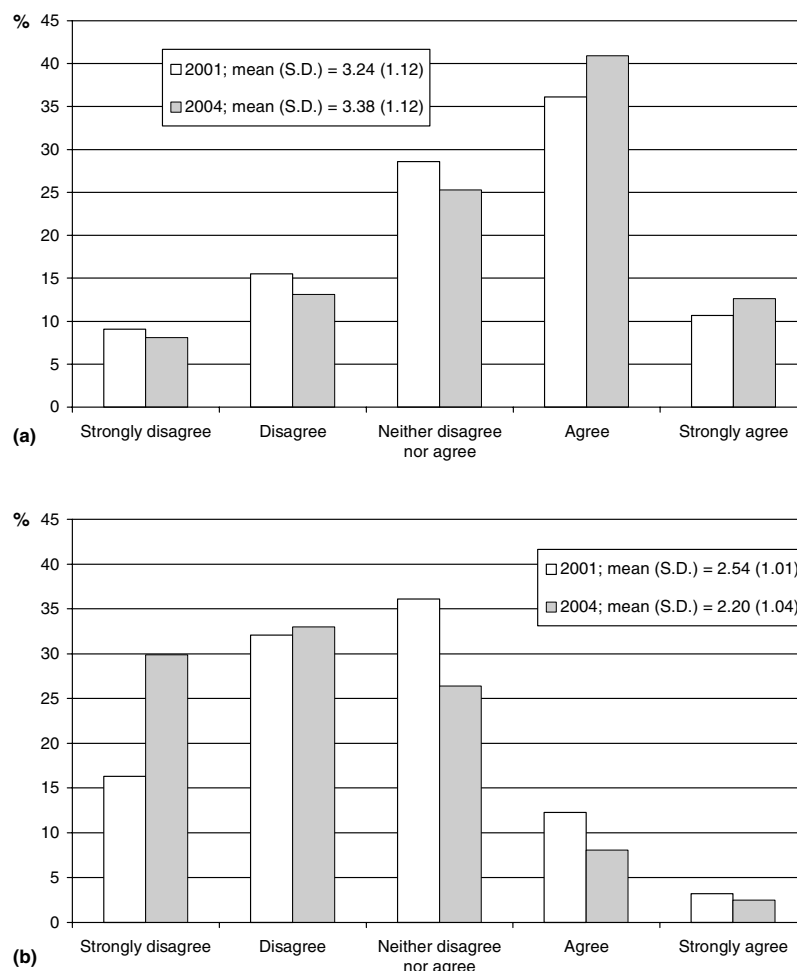 %
45
40
35
30
25
20
15
10
5
0
2001; mean (S.D.) = 3.24 (1.12)
2004; mean (S.D.) = 3.38 (1.12)
(a)
Strongly disagree Disagree Neither disagree Agree Strongly agree
nor agree
%
45
40
35
30
25
20
15
10
5
0
2001; mean (S.D.) = 2.54 (1.01)
2004; mean (S.D.) = 2.20 (1.04)
(b)
Strongly disagree Disagree Neither disagree Agree Strongly agree
nor agree